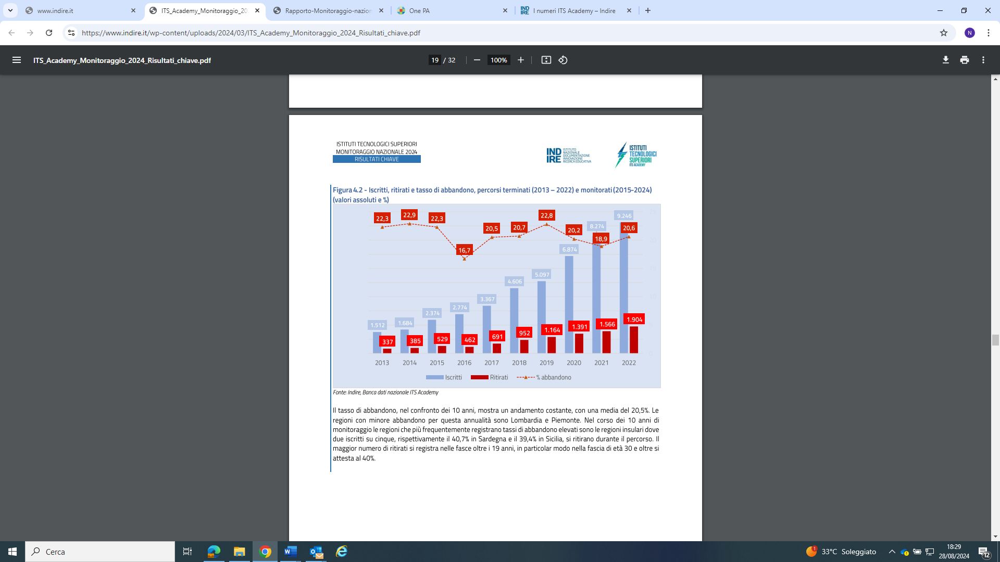 www.indire.it
ITS_Academy_Monitoraggio_20
Rapporto-Monitoraggio-nazion
One PA
I numeri ITS Academy – Indire
https://www.indire.it/wp-content/uploads/2024/03/ITS_Academy_Monitoraggio_2024_Risultati_chiave.pdf
N
ITS_Academy_Monitoraggio_2024_Risultati_chiave.pdf
19 / 32
100%
ISTITUTI TECNOLOGICI SUPERIORI
MONITORAGGIO NAZIONALE 2024
RISULTATI CHIAVE
INDIRE
ISTITUTO
NAZIONALE
DOCUMENTAZIONE
INNOVAZIONE
RICERCA EDUCATIVA
ISTITUTI
TECNOLOGICI
SUPERIORI
ITS ACADEMY
Figura 4.2 - Iscritti, ritirati e tasso di abbandono, percorsi terminati (2013 – 2022) e monitorati (2015-2024)
(valori assoluti e %)
22,3 22,9 22,3 16,7 20,5 20,7 22,8 20,2 18,9 20,6
1.512 1.684 2.374 2.774 3.367 4.606 5.097 6.874 8.274 9.246
337 385 529 462 691 952 1.164 1.391 1.566 1.904
25
20
15
10
5
0
2013 2014 2015 2016 2017 2018 2019 2020 2021 2022
Iscritti Ritirati % abbandono
Fonte: Indire, Banca dati nazionale ITS Academy
Il tasso di abbandono, nel confronto dei 10 anni, mostra un andamento costante, con una media del 20,5%. Le
regioni con minore abbandono per questa annualità sono Lombardia e Piemonte. Nel corso dei 10 anni di
monitoraggio le regioni che più frequentemente registrano tassi di abbandono elevati sono le regioni insulari dove
due iscritti su cinque, rispettivamente il 40,7% in Sardegna e il 39,4% in Sicilia, si ritirano durante il percorso. Il
maggior numero di ritirati si registra nelle fasce oltre i 19 anni, in particolar modo nella fascia di età 30 e oltre si
attesta al 40%.
Cerca
1
33°C Soleggiato
18:29
28/08/2024
12